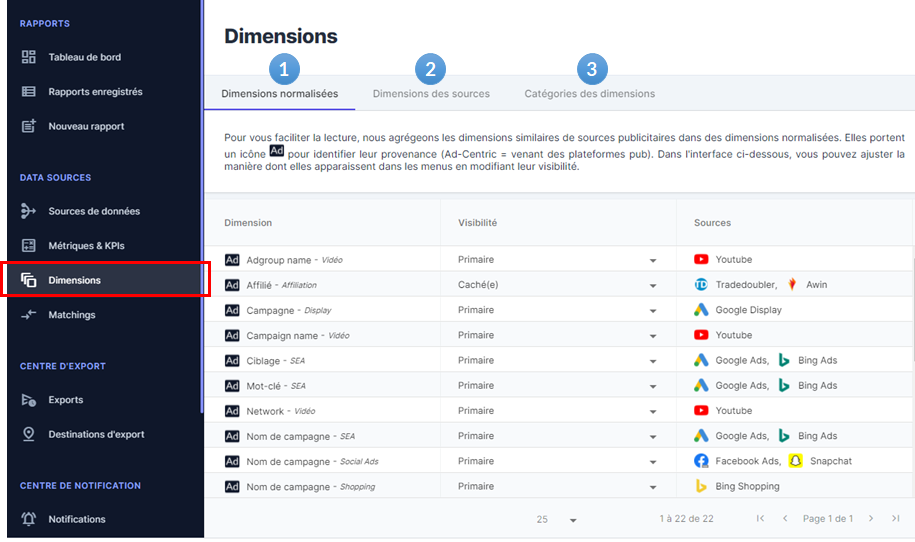 RAPPORTS
Tableau de bord
Rapports enregistrés
Nouveau rapport
DATA SOURCES
Sources de données
Métriques & KPIs
Dimensions
Matchings
CENTRE D'EXPORT
Exports
Destinations d'export
CENTRE DE NOTIFICATION
Notifications
Dimensions
1 2 3
Dimensions normalisées Dimensions des sources Catégories des dimensions
Pour vous faciliter la lecture, nous agrégeons les dimensions similaires de sources publicitaires dans des dimensions normalisées. Elles portent
un icône Ad pour identifier leur provenance (Ad-Centric = venant des plateformes pub). Dans l'interface ci-dessous, vous pouvez ajuster la
manière dont elles apparaissent dans les menus en modifiant leur visibilité.
Dimension Visibilité Sources
Ad Adgroup name - Vidéo Primaire Youtube
Ad Affilié - Affiliation Caché(e) TD Tradedoubler, Awin
Ad Campagne - Display Primaire Google Display
Ad Campaign name - Vidéo Primaire Youtube
Ad Ciblage - SEA Primaire Google Ads, Bing Ads
Ad Mot-clé - SEA Primaire Google Ads, Bing Ads
Ad Network - Vidéo Primaire Youtube
Ad Nom de campagne - SEA Primaire Google Ads, Bing Ads
Ad Nom de campagne - Social Ads Primaire Facebook Ads, Snapchat
Ad Nom de campagne - Shopping Primaire Bing Shopping
25 1 à 22 de 22 Page 1 de 1